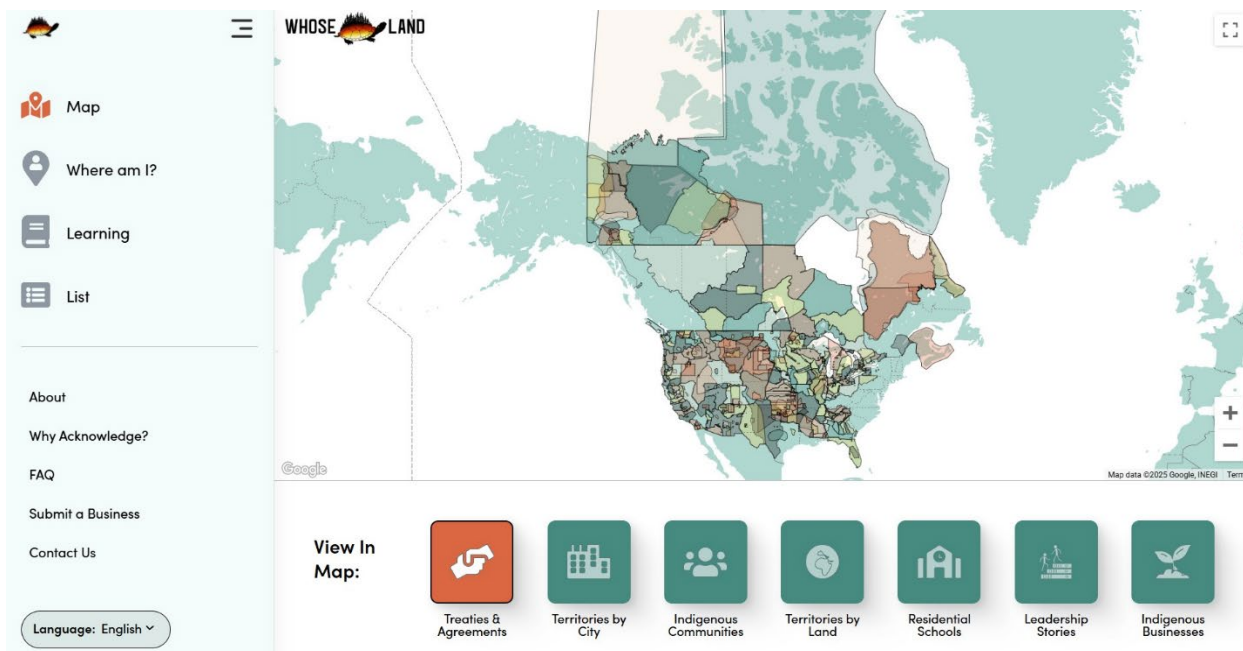 WHOSE LAND
Map
Where am I?
Learning
List
About
Why Acknowledge?
FAQ
Submit a Business
Contact Us
Language: English
Google
Map data ©2025 Google, INEGI
View In
Map:
Treaties &
Agreements
Territories by
City
Indigenous
Communities
Territories by
Land
Residential
Schools
Leadership
Stories
Indigenous
Businesses